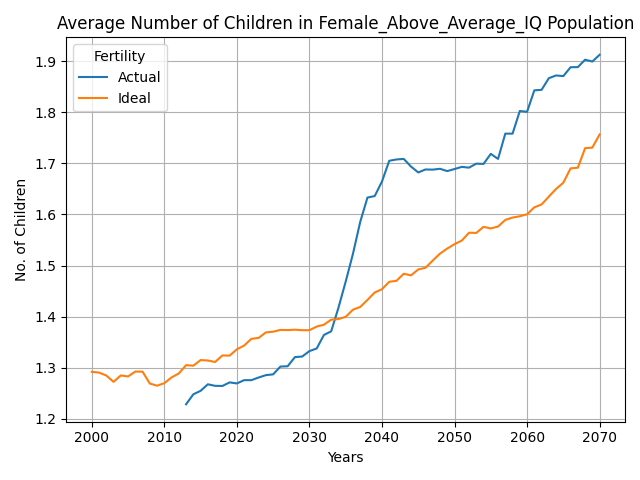 Average Number of Children in Female_Above_Average_IQ Population
Fertility
Actual
Ideal
No. of Children
1.9
1.8
1.7
1.6
1.5
1.4
1.3
1.2
2000 2010 2020 2030 2040 2050 2060 2070
Years